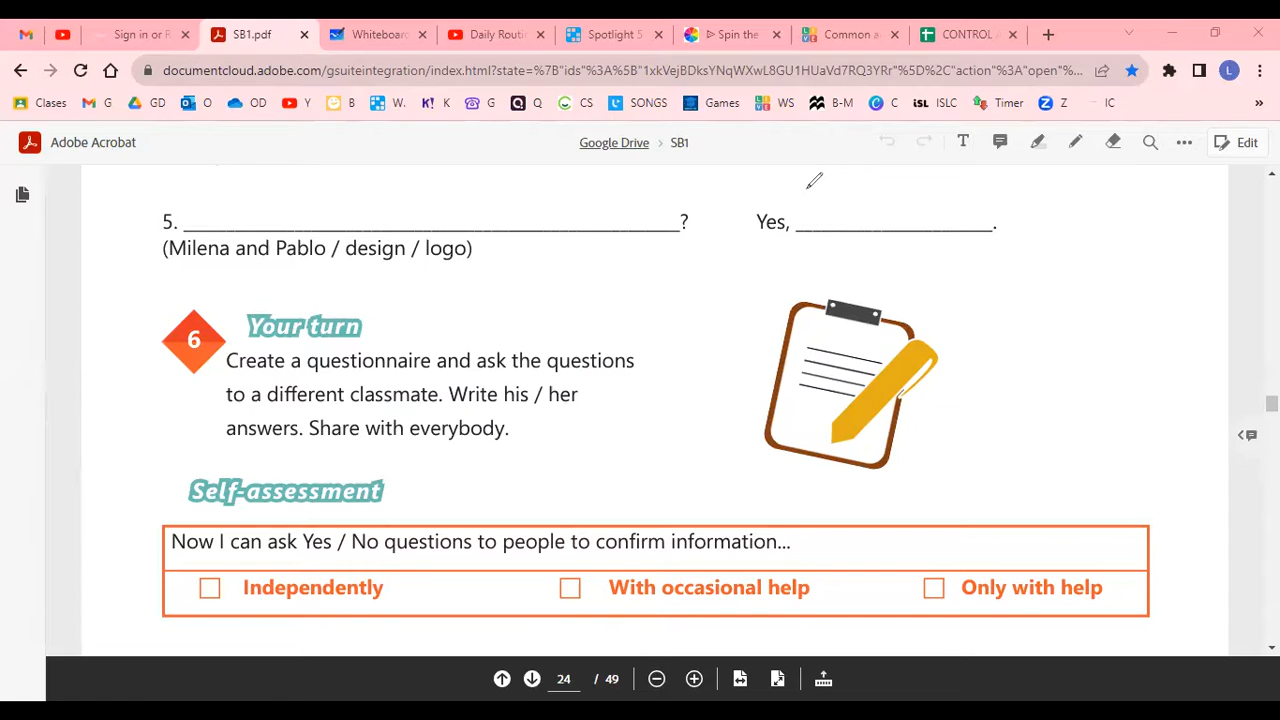 Sign in or R
SB1.pdf
Whiteboard
Daily Routi
Spotlight 5
Spin the
Common a
CONTROL A
documentcloud.adobe.com/gsuiteintegration/index.html?state=%7B"ids"%3A%5B"1xkVejBDksYNqWXwL8GU1HUaVd7RQ3YRr"%5D%2C"action"%3A"open"%...
L
Clases
G
GD
O
OD
Y
B
W.
K
G
Q
CS
SONGS
Games
WS
B-M
C
ISLC
Timer
Z
IC
»
Adobe Acrobat
Google Drive > SB1
Edit
5. ______________________________________________? Yes, __________________.
(Milena and Pablo / design / logo)
6
Your turn
Create a questionnaire and ask the questions
to a different classmate. Write his / her
answers. Share with everybody.
Self-assessment
Now I can ask Yes / No questions to people to confirm information...
Independently
With occasional help
Only with help
24 / 49